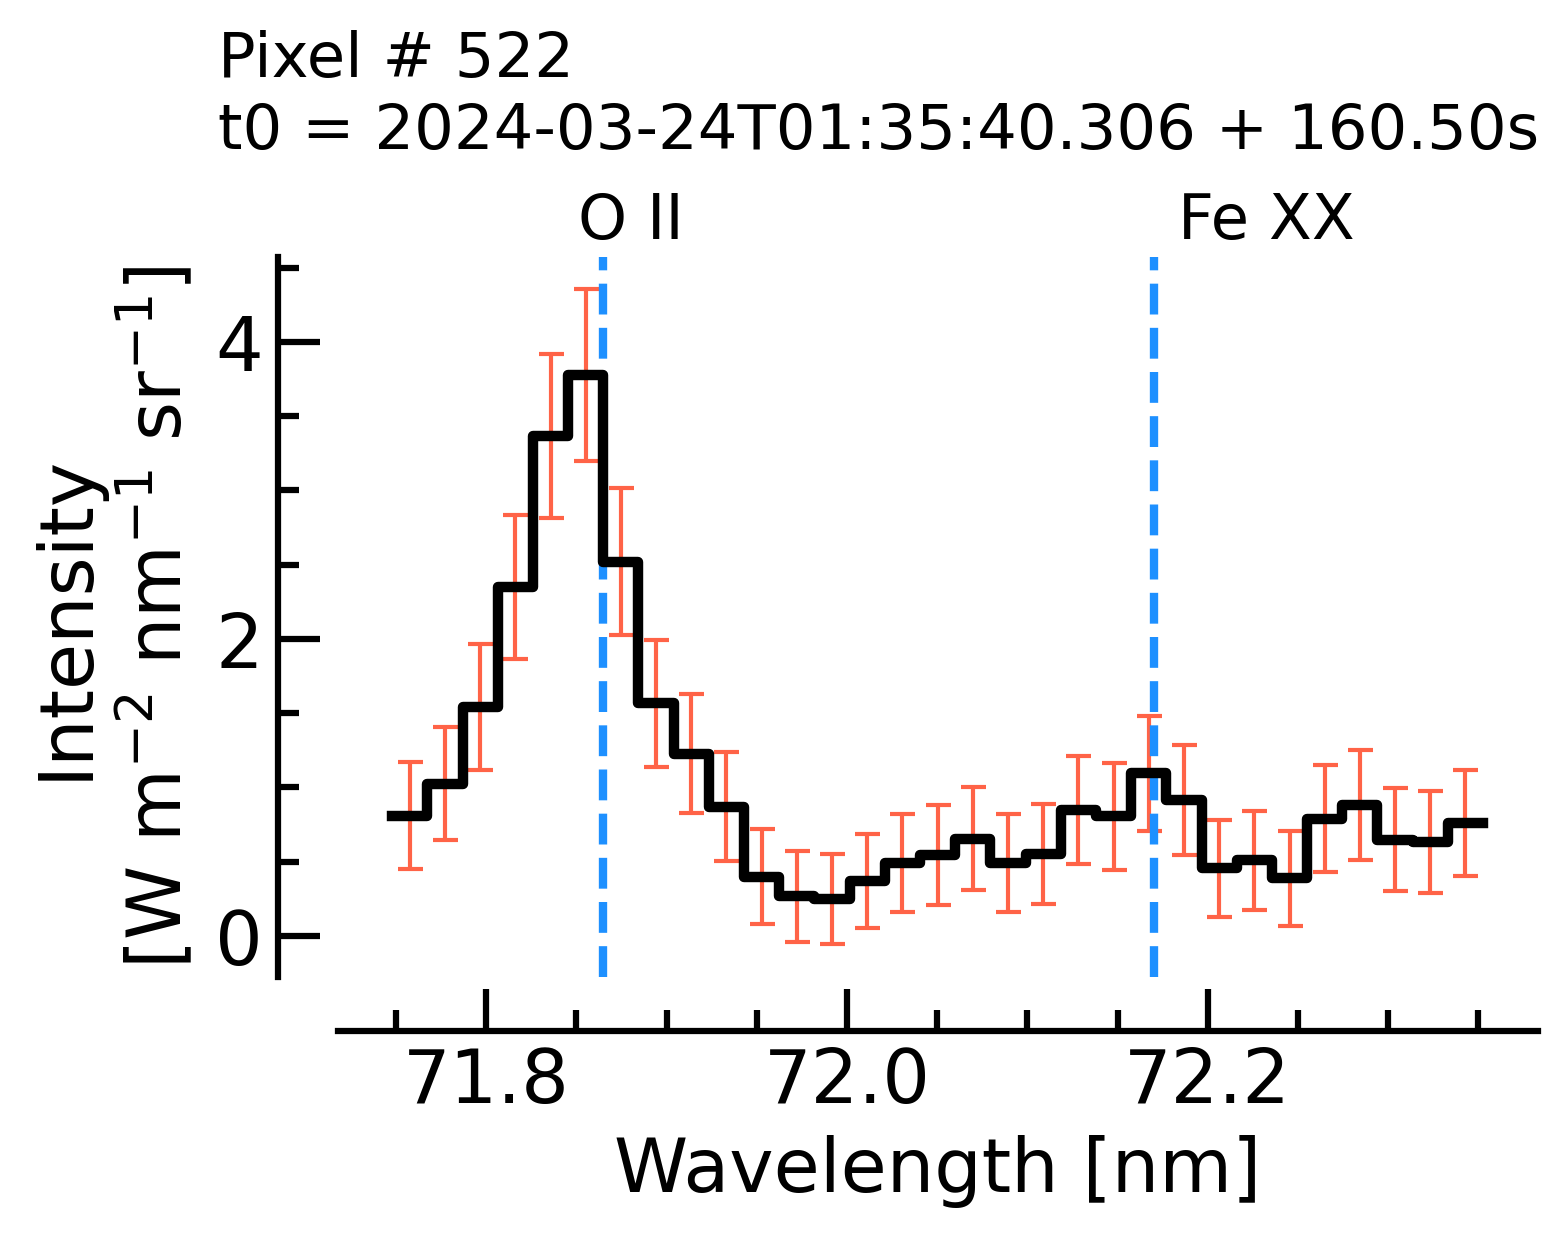 Pixel # 522
t0 = 2024-03-24T01:35:40.306 + 160.50s
O II
Fe XX
Intensity
[W m⁻² nm⁻¹ sr⁻¹]
4
2
0
71.8
72.0
72.2
Wavelength [nm]